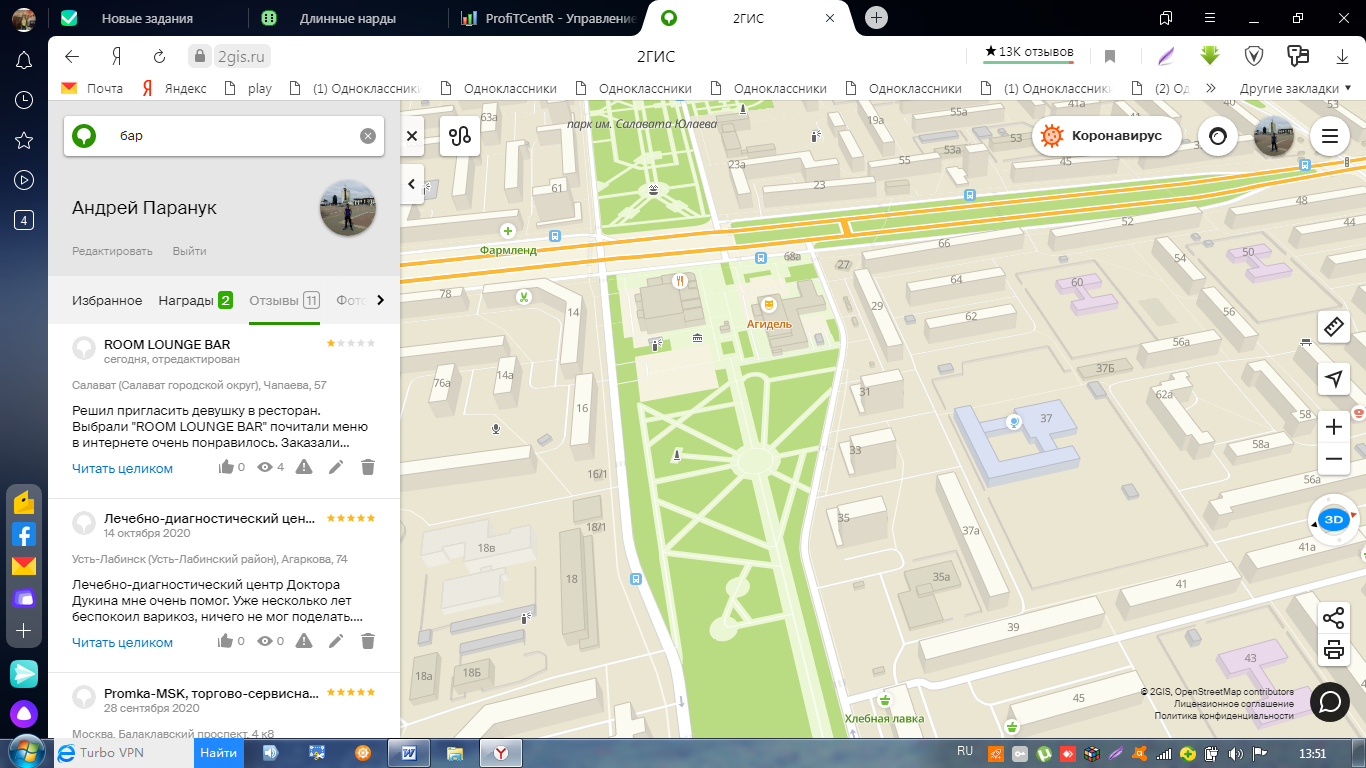 Новые задания
Длинные нарды
ProfiTCentR - Управление
2ГИС
2gis.ru
2ГИС
★13K отзывов
Почта
Яндекс
play
(1) Одноклассники
Одноклассники
Одноклассники
Одноклассники
Одноклассники
(1) Одноклассники
(2) Од
Другие закладки
4
бар
Андрей Паранук
Редактировать
Выйти
Избранное
Награды 2
Отзывы 11
Фото
ROOM LOUNGE BAR
сегодня, отредактирован
Салават (Салават городской округ), Чапаева, 57
Решил пригласить девушку в ресторан.
Выбрали "ROOM LOUNGE BAR" почитали меню
в интернете очень понравилось. Заказали...
Читать целиком
0
4
Лечебно-диагностический цен...
14 октября 2020
Усть-Лабинск (Усть-Лабинский район), Агаркова, 74
Лечебно-диагностический центр Доктора
Дукина мне очень помог. Уже несколько лет
беспокоил варикоз, ничего не мог поделать....
Читать целиком
0
0
Promka-MSK, торгово-сервисна...
28 сентября 2020
Москва, Балаклавский проспект, 4 к8
парк им. Салавата Юлаева
Коронавирус
63а
61
19а
41а
53
53а
55
55
53
23а
23
Фармленд
52
48
44
66
68а
27
64
60
50
78
14
29
62
Агидель
56а
76а
14а
16
31
37Б
62а
58
37
58а
33
16/1
56а
35
18/1
37а
18в
18
35а
41а
41
39
43
18а
18Б
45
Хлебная лавка
3D
© 2GIS, OpenStreetMap contributors
Лицензионное соглашение
Политика конфиденциальности
Turbo VPN
Найти
RU
13:51